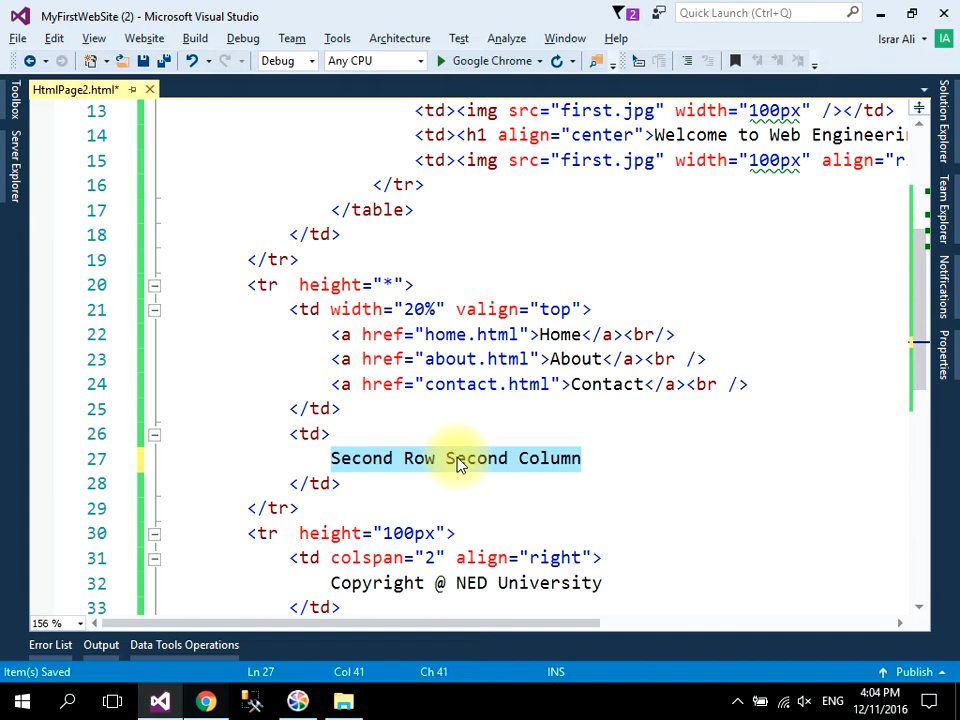 MyFirstWebSite (2) - Microsoft Visual Studio
2
Quick Launch (Ctrl+Q)
File Edit View Website Build Debug Team Tools Architecture Test Analyze Window Help
Israr Ali
IA
Debug
Any CPU
Google Chrome
HtmlPage2.html*
Toolbox
Server Explorer
Solution Explorer
Team Explorer
Notifications
Properties
13 <td><img src="first.jpg" width="100px" /></td>
14 <td><h1 align="center">Welcome to Web Engineerin
15 <td><img src="first.jpg" width="100px" align="r
16 </tr>
17 </table>
18 </td>
19 </tr>
20 <tr height="*">
21 <td width="20%" valign="top">
22 <a href="home.html">Home</a><br/>
23 <a href="about.html">About</a><br />
24 <a href="contact.html">Contact</a><br />
25 </td>
26 <td>
27 Second Row Second Column
28 </td>
29 </tr>
30 <tr height="100px">
31 <td colspan="2" align="right">
32 Copyright @ NED University
33 </td>
156 %
Error List Output Data Tools Operations
Item(s) Saved Ln 27 Col 41 Ch 41 INS Publish
ENG
4:04 PM
12/11/2016